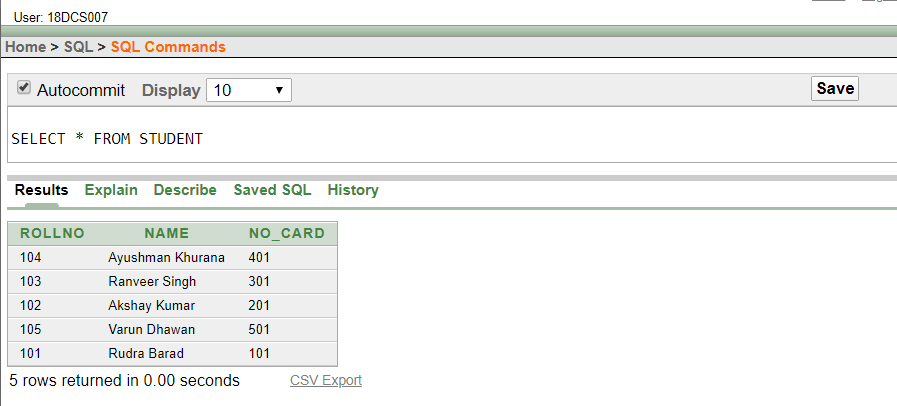 User: 18DCS007
Home > SQL > SQL Commands
Autocommit Display 10 Save
SELECT * FROM STUDENT
Results Explain Describe Saved SQL History
ROLLNO NAME NO_CARD
104 Ayushman Khurana 401
103 Ranveer Singh 301
102 Akshay Kumar 201
105 Varun Dhawan 501
101 Rudra Barad 101
5 rows returned in 0.00 seconds CSV Export